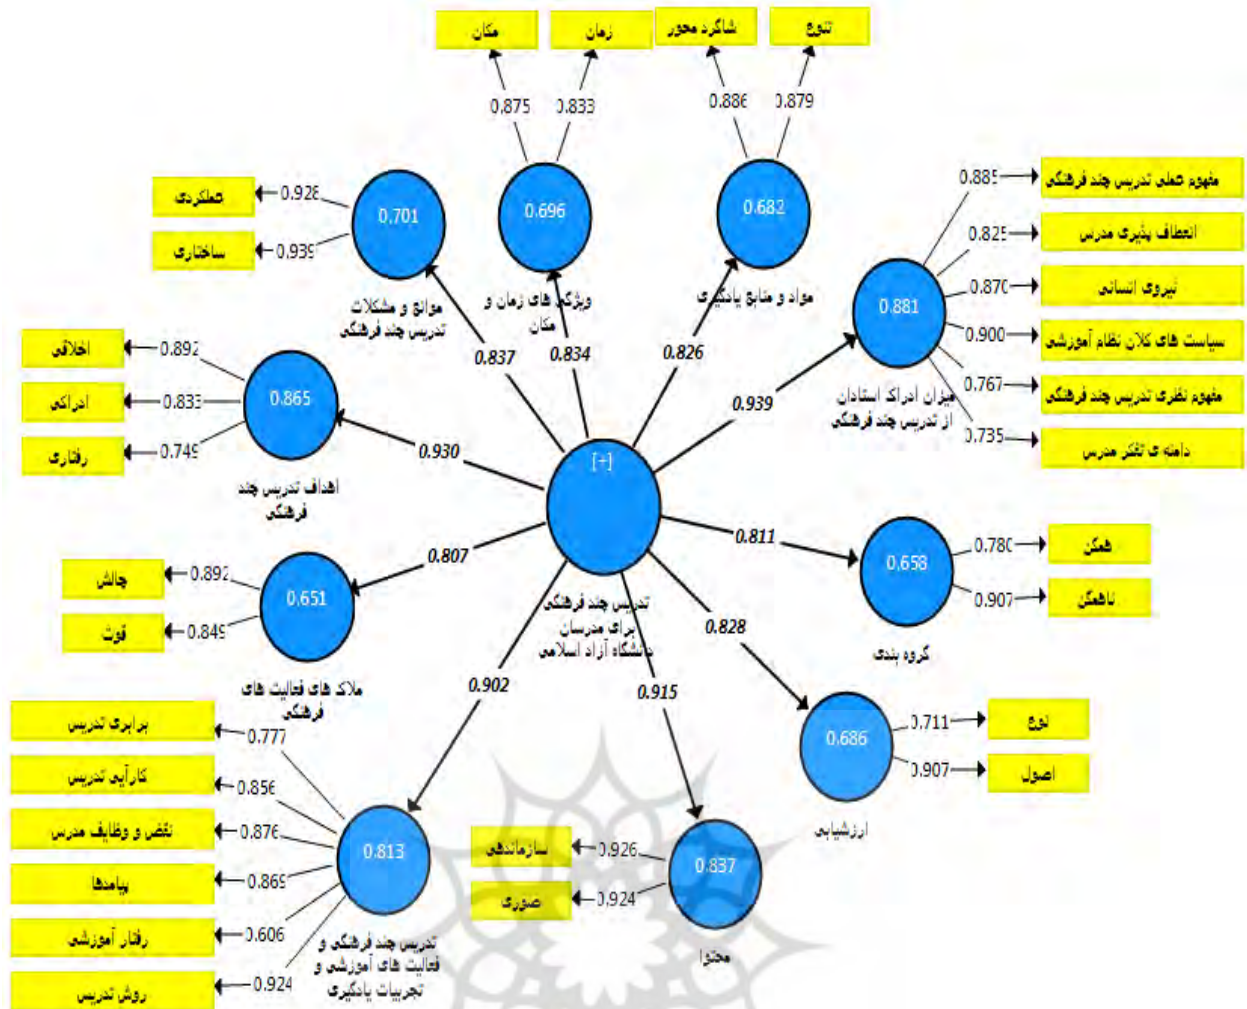 مکان
زمان
شاگرد محور
تنوع
0.875
0.833
0.886
0.879
عملکردی
0.928
ساختاری
0.939
0.701
موانع و مشکلات
تدریس چند فرهنگی
0.696
ویژگی های زمان و
مکان
0.682
مواد و منابع یادگیری
0.881
میزان ادراک استادان
از تدریس چند فرهنگی
0.885
مفهوم عملی تدریس چند فرهنگی
0.825
انعطاف پذیری مدرس
0.870
نیروی انسانی
0.900
سیاست های کلان نظام آموزشی
0.767
مفهوم نظری تدریس چند فرهنگی
0.735
دامنه ی تفکر مدرس
0.837
0.834
0.826
0.939
اخلاقی
0.892
ادراکی
0.833
رفتاری
0.749
0.865
اهداف تدریس چند
فرهنگی
0.930
[+]
تدریس چند فرهنگی
برای مدرسان
دانشگاه آزاد اسلامی
0.811
0.658
گروه بندی
0.780
همگن
0.907
ناهمگن
چالش
0.892
قوت
0.849
0.651
ملاک های فعالیت های
فرهنگی
0.807
0.828
0.686
ارزشیابی
0.711
نوع
0.907
اصول
0.902
0.915
برابری تدریس
0.777
کارآیی تدریس
0.856
نقش و وظایف مدرس
0.876
پیامدها
0.869
رفتار آموزشی
0.606
روش تدریس
0.924
0.813
تدریس چند فرهنگی و
فعالیت های آموزشی و
تجربیات یادگیری
سازماندهی
0.926
صوری
0.924
0.837
محتوا